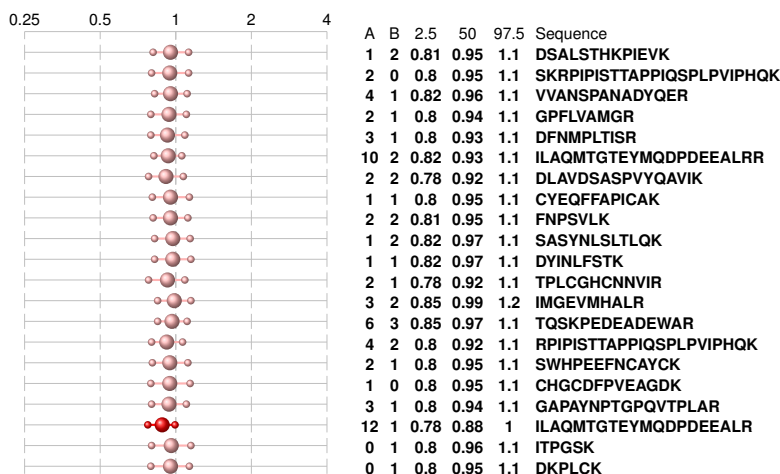 0.25 0.5 1 2 4
A B 2.5 50 97.5 Sequence
1 2 0.81 0.95 1.1 DSALSTHKPIEVK
2 0 0.8 0.95 1.1 SKRPIPISTTAPPIQSPLPVIPHQK
4 1 0.82 0.96 1.1 VVANSPANADYQER
2 1 0.8 0.94 1.1 GPFLVAMGR
3 1 0.8 0.93 1.1 DFNMPLTISR
10 2 0.82 0.93 1.1 ILAQMTGTEYMQDPDEEALRR
2 2 0.78 0.92 1.1 DLAVDSASPVYQAVIK
1 1 0.8 0.95 1.1 CYEQFFAPICAK
2 2 0.81 0.95 1.1 FNPSVLK
1 2 0.82 0.97 1.1 SASYNLSLTLQK
1 1 0.82 0.97 1.1 DYINLFSTK
2 1 0.78 0.92 1.1 TPLCGHCNNVIR
3 2 0.85 0.99 1.2 IMGEVMHALR
6 3 0.85 0.97 1.1 TQSKPEDEADEWAR
4 2 0.8 0.92 1.1 RPIPISTTAPPIQSPLPVIPHQK
2 1 0.8 0.95 1.1 SWHPEEFNCAYCK
1 0 0.8 0.95 1.1 CHGCDFPVEAGDK
3 1 0.8 0.94 1.1 GAPAYNPTGPQVTPLAR
12 1 0.78 0.88 1 ILAQMTGTEYMQDPDEEALR
0 1 0.8 0.96 1.1 ITPGSK
0 1 0.8 0.95 1.1 DKPLCK